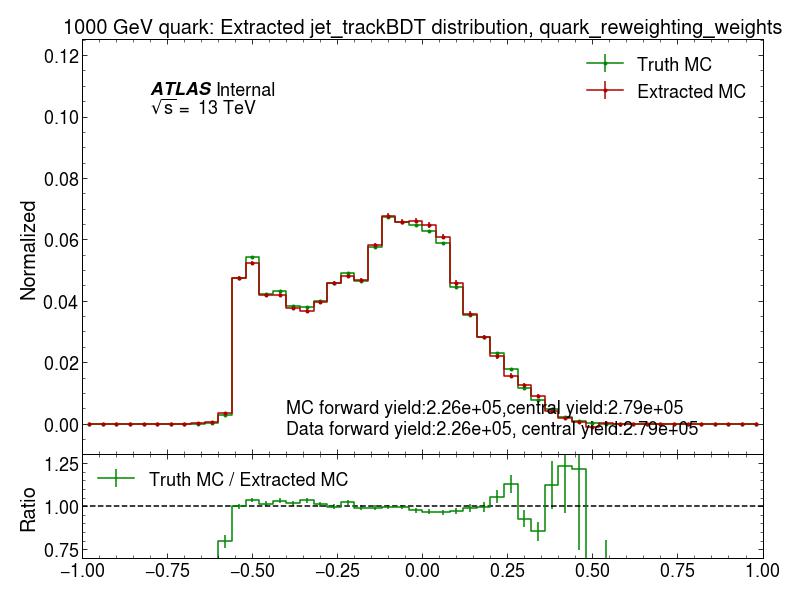 1000 GeV quark: Extracted jet_trackBDT distribution, quark_reweighting_weights
0.12
0.10
0.08
0.06
0.04
0.02
0.00
Normalized
ATLAS Internal
√s = 13 TeV
Truth MC
Extracted MC
MC forward yield:2.26e+05,central yield:2.79e+05
Data forward yield:2.26e+05, central yield:2.79e+05
1.25
1.00
0.75
Ratio
Truth MC / Extracted MC
−1.00 −0.75 −0.50 −0.25 0.00 0.25 0.50 0.75 1.00